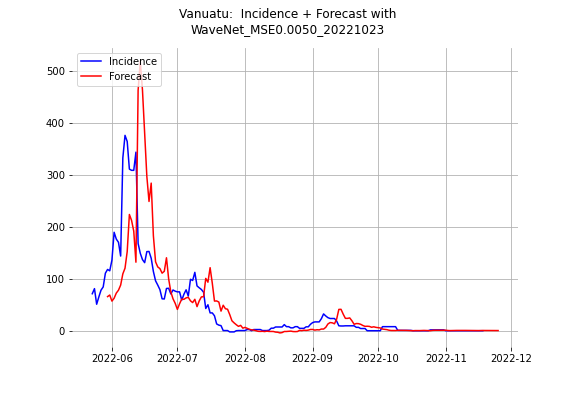 Vanuatu:  Incidence + Forecast with
WaveNet_MSE0.0050_20221023
Incidence
Forecast
500
400
300
200
100
0
2022-06 2022-07 2022-08 2022-09 2022-10 2022-11 2022-12